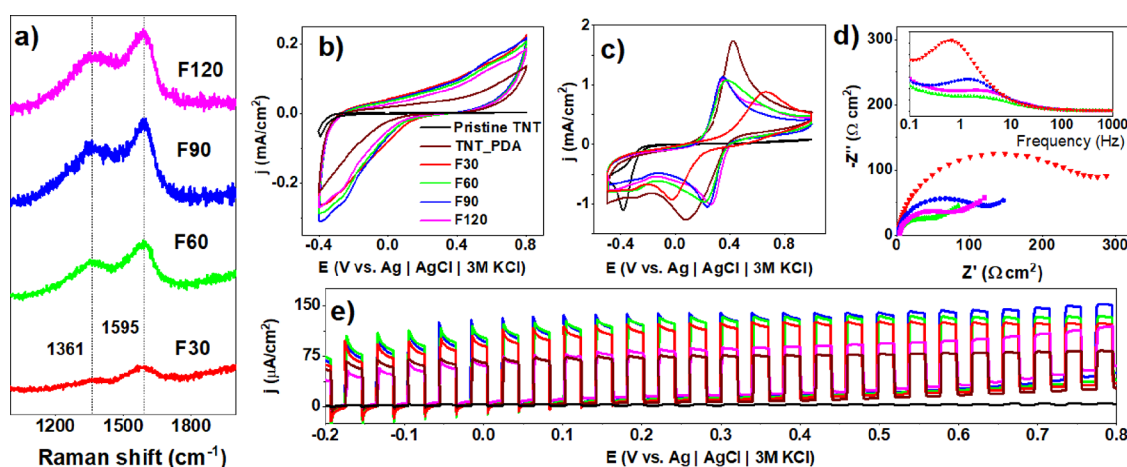 a)
F120
F90
F60
1595
1361
F30
1200 1500 1800
Raman shift (cm⁻¹)
b)
j (mA/cm²)
0.2
0.0
-0.2
-0.4 0.0 0.4 0.8
E (V vs. Ag | AgCl | 3M KCl)
Pristine TNT
TNT_PDA
F30
F60
F90
F120
c)
j (mA/cm²)
2
1
0
-1
-0.4 0.0 0.4 0.8
E (V vs. Ag | AgCl | 3M KCl)
d)
-Z'' (Ω cm²)
300
200
100
0
0.1 1 10 100 1000
Frequency (Hz)
0 100 200 300
Z' (Ω cm²)
e)
j (µA/cm²)
150
75
0
-0.2 -0.1 0.0 0.1 0.2 0.3 0.4 0.5 0.6 0.7 0.8
E (V vs. Ag | AgCl | 3M KCl)